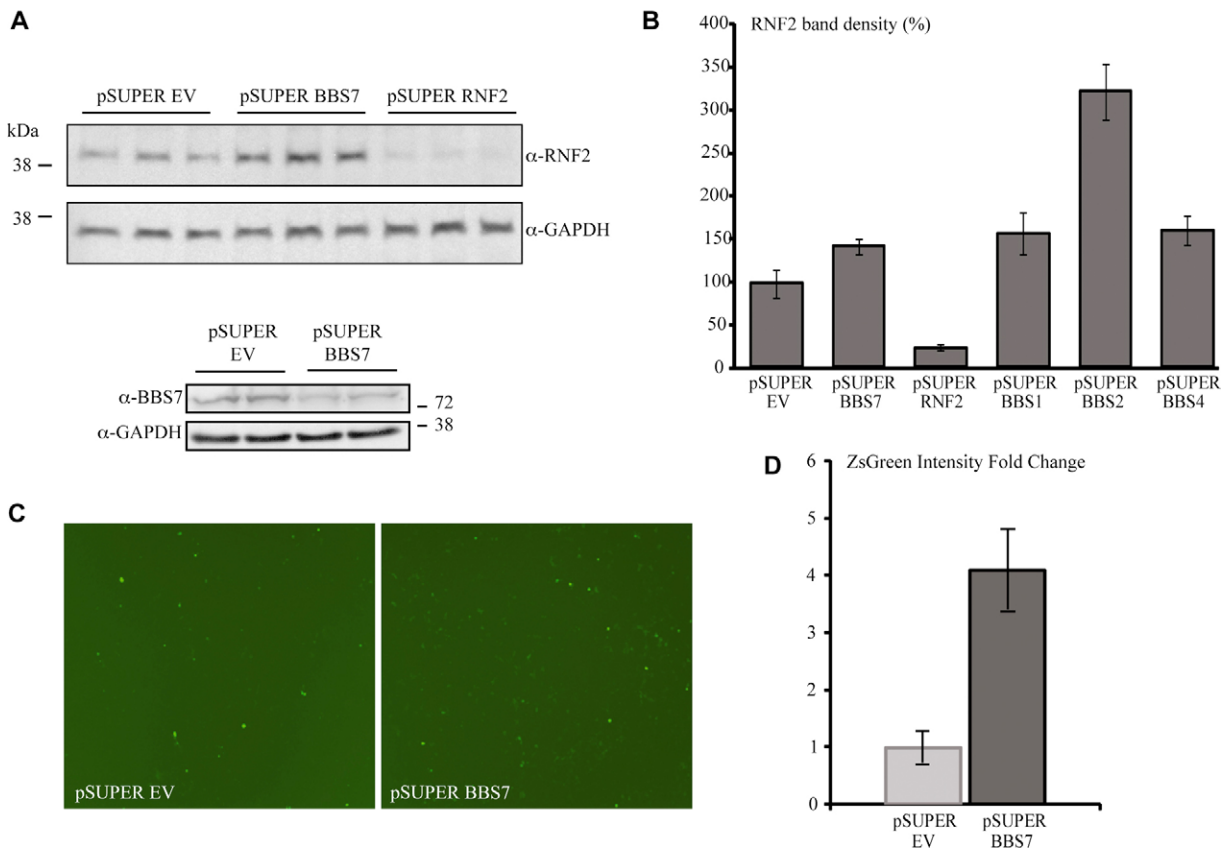 A
pSUPER EV pSUPER BBS7 pSUPER RNF2
kDa
38
α-RNF2
38
α-GAPDH
pSUPER EV
pSUPER BBS7
α-BBS7
72
38
α-GAPDH
B
RNF2 band density (%)
400
350
300
250
200
150
100
50
0
pSUPER EV
pSUPER BBS7
pSUPER RNF2
pSUPER BBS1
pSUPER BBS2
pSUPER BBS4
C
pSUPER EV
pSUPER BBS7
D
ZsGreen Intensity Fold Change
6
5
4
3
2
1
0
pSUPER EV
pSUPER BBS7